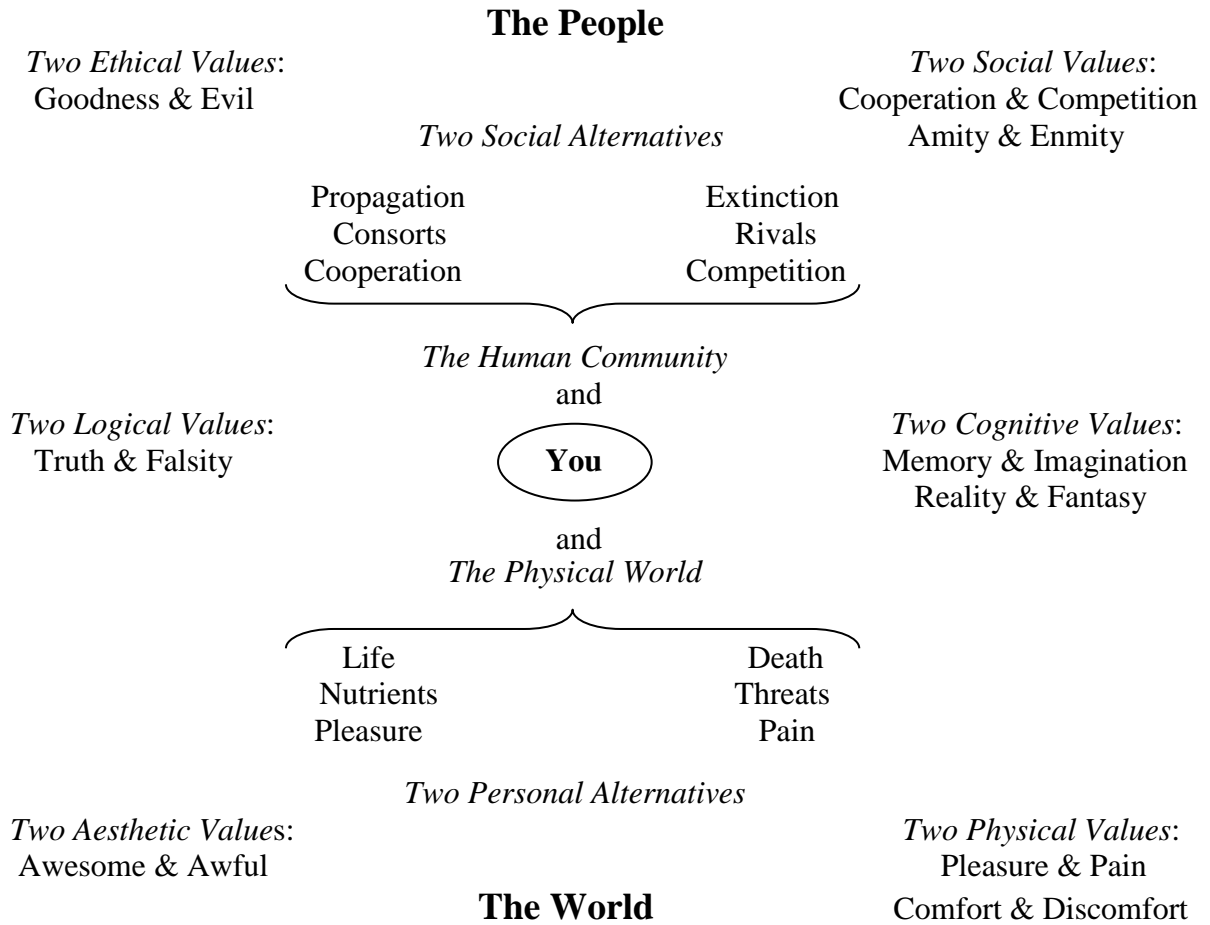 The People
Two Ethical Values: Two Social Values:
Goodness & Evil Cooperation & Competition
Two Social Alternatives Amity & Enmity
Propagation Extinction
Consorts Rivals
Cooperation Competition
The Human Community
and
Two Logical Values: Two Cognitive Values:
Truth & Falsity You Memory & Imagination
Reality & Fantasy
and
The Physical World
Life Death
Nutrients Threats
Pleasure Pain
Two Personal Alternatives
Two Aesthetic Values: Two Physical Values:
Awesome & Awful Pleasure & Pain
The World Comfort & Discomfort